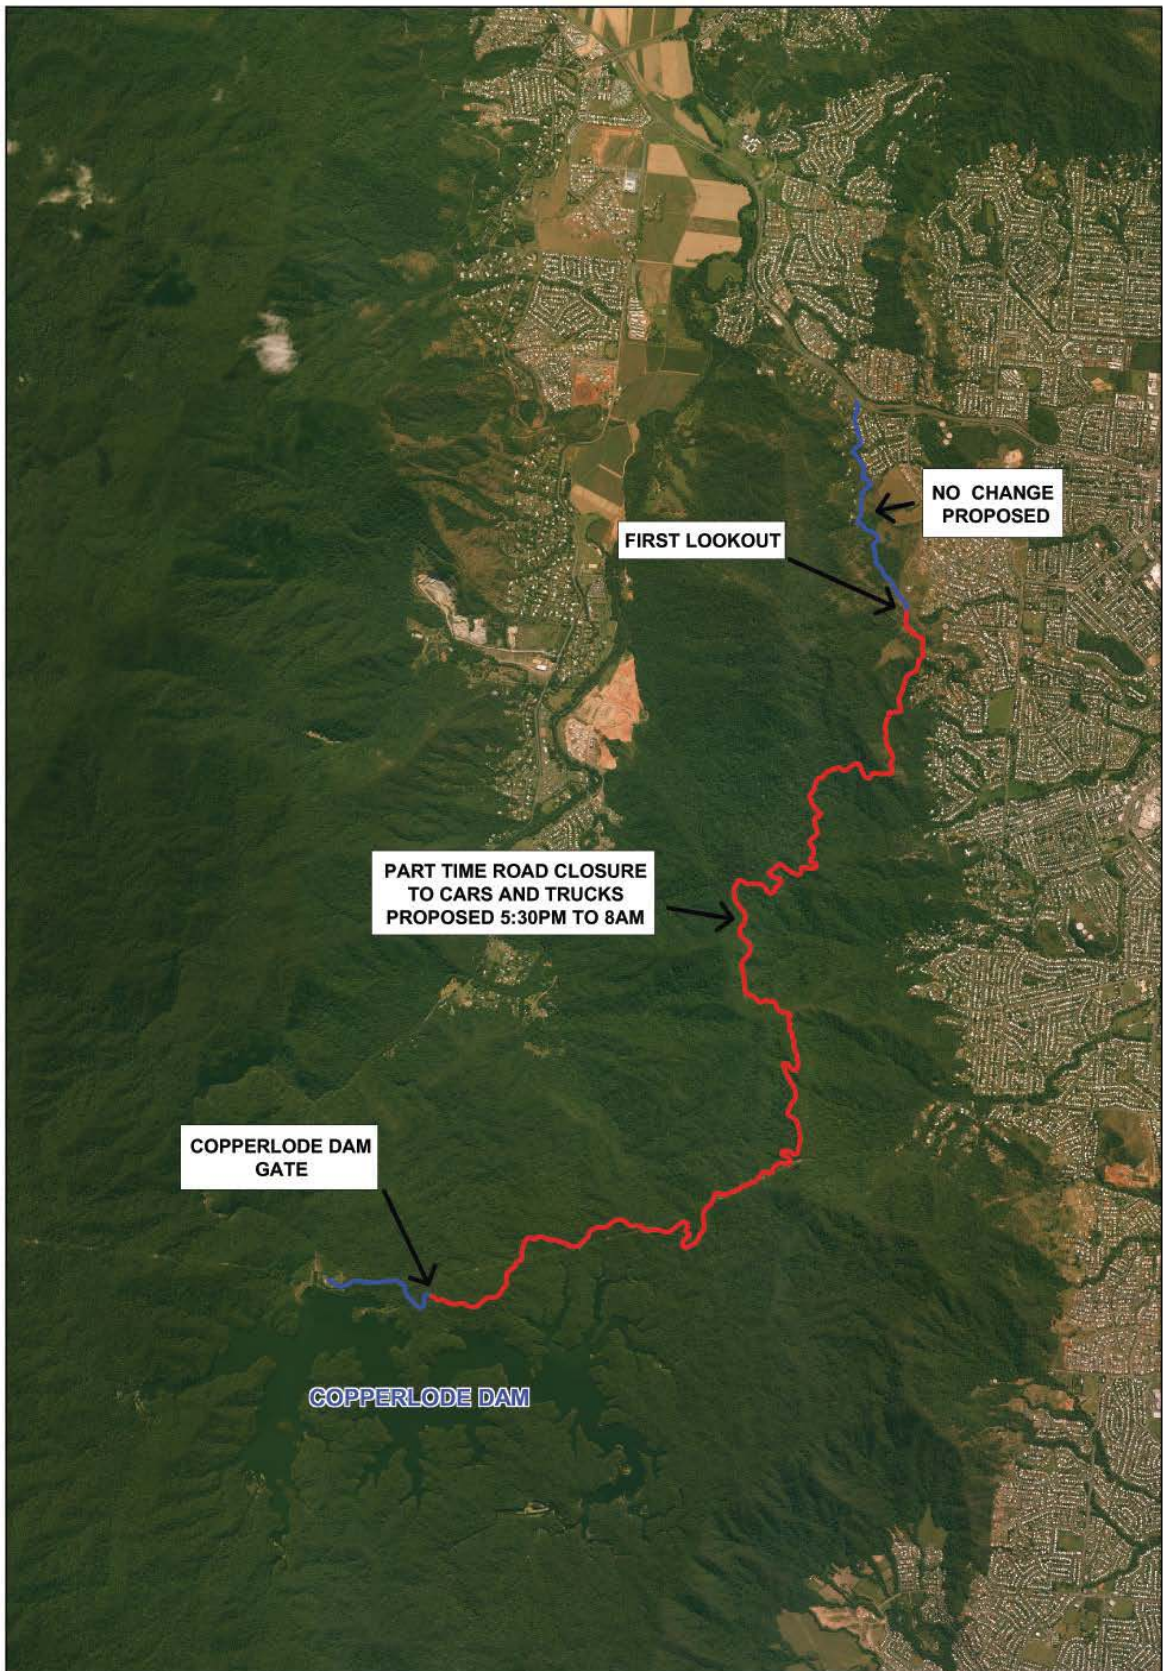 NO CHANGE
PROPOSED
FIRST LOOKOUT
PART TIME ROAD CLOSURE
TO CARS AND TRUCKS
PROPOSED 5:30PM TO 8AM
COPPERLODE DAM
GATE
COPPERLODE DAM